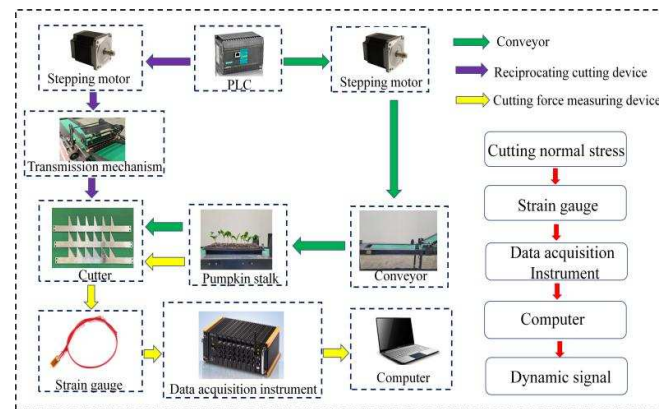 Stepping motor
PLC
Stepping motor
Conveyor
Reciprocating cutting device
Cutting force measuring device
Transmission mechanism
Cutter
Pumpkin stalk
Conveyor
Strain gauge
Data acquisition instrument
Computer
Cutting normal stress
Strain gauge
Data acquisition
Instrument
Computer
Dynamic signal